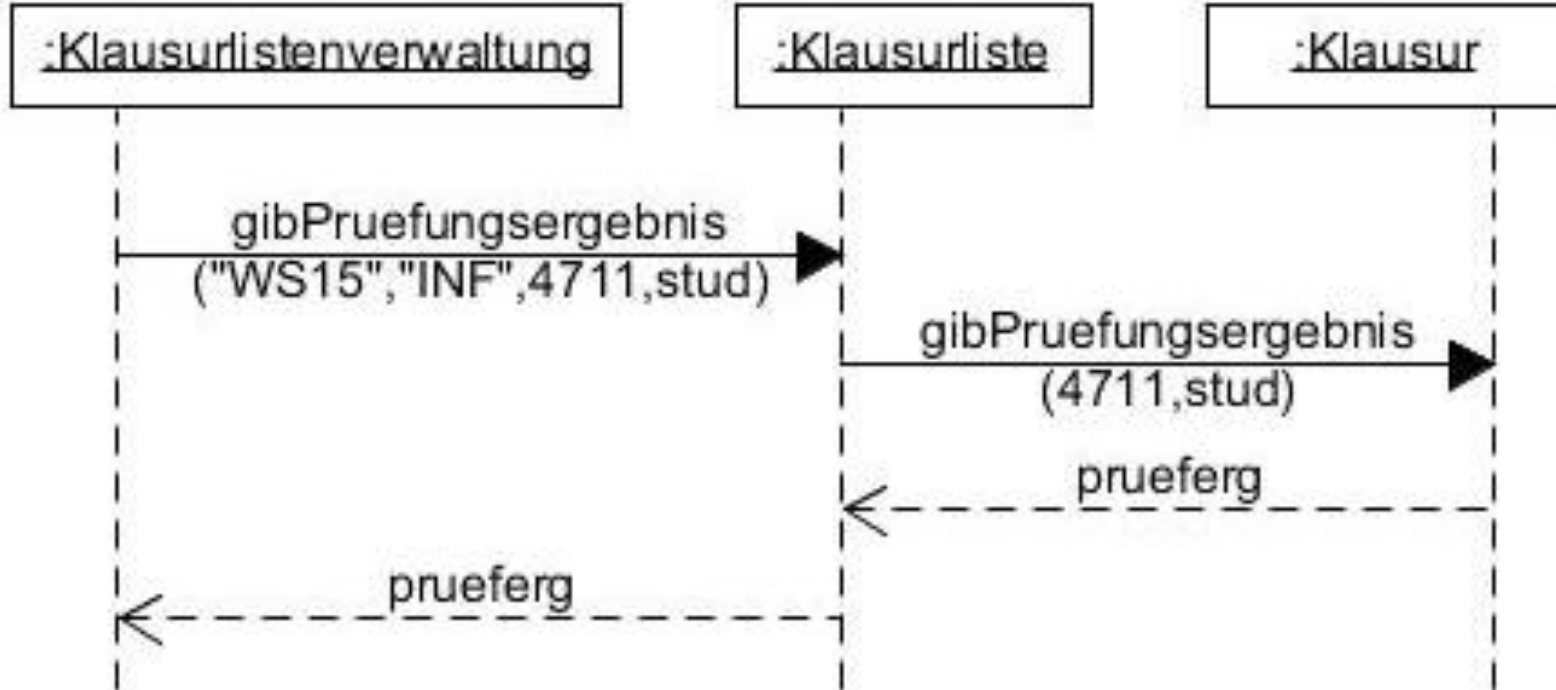 :Klausurlistenverwaltung
:Klausurliste
:Klausur
gibPruefungsergebnis
("WS15","INF",4711,stud)
gibPruefungsergebnis
(4711,stud)
prueferg
prueferg